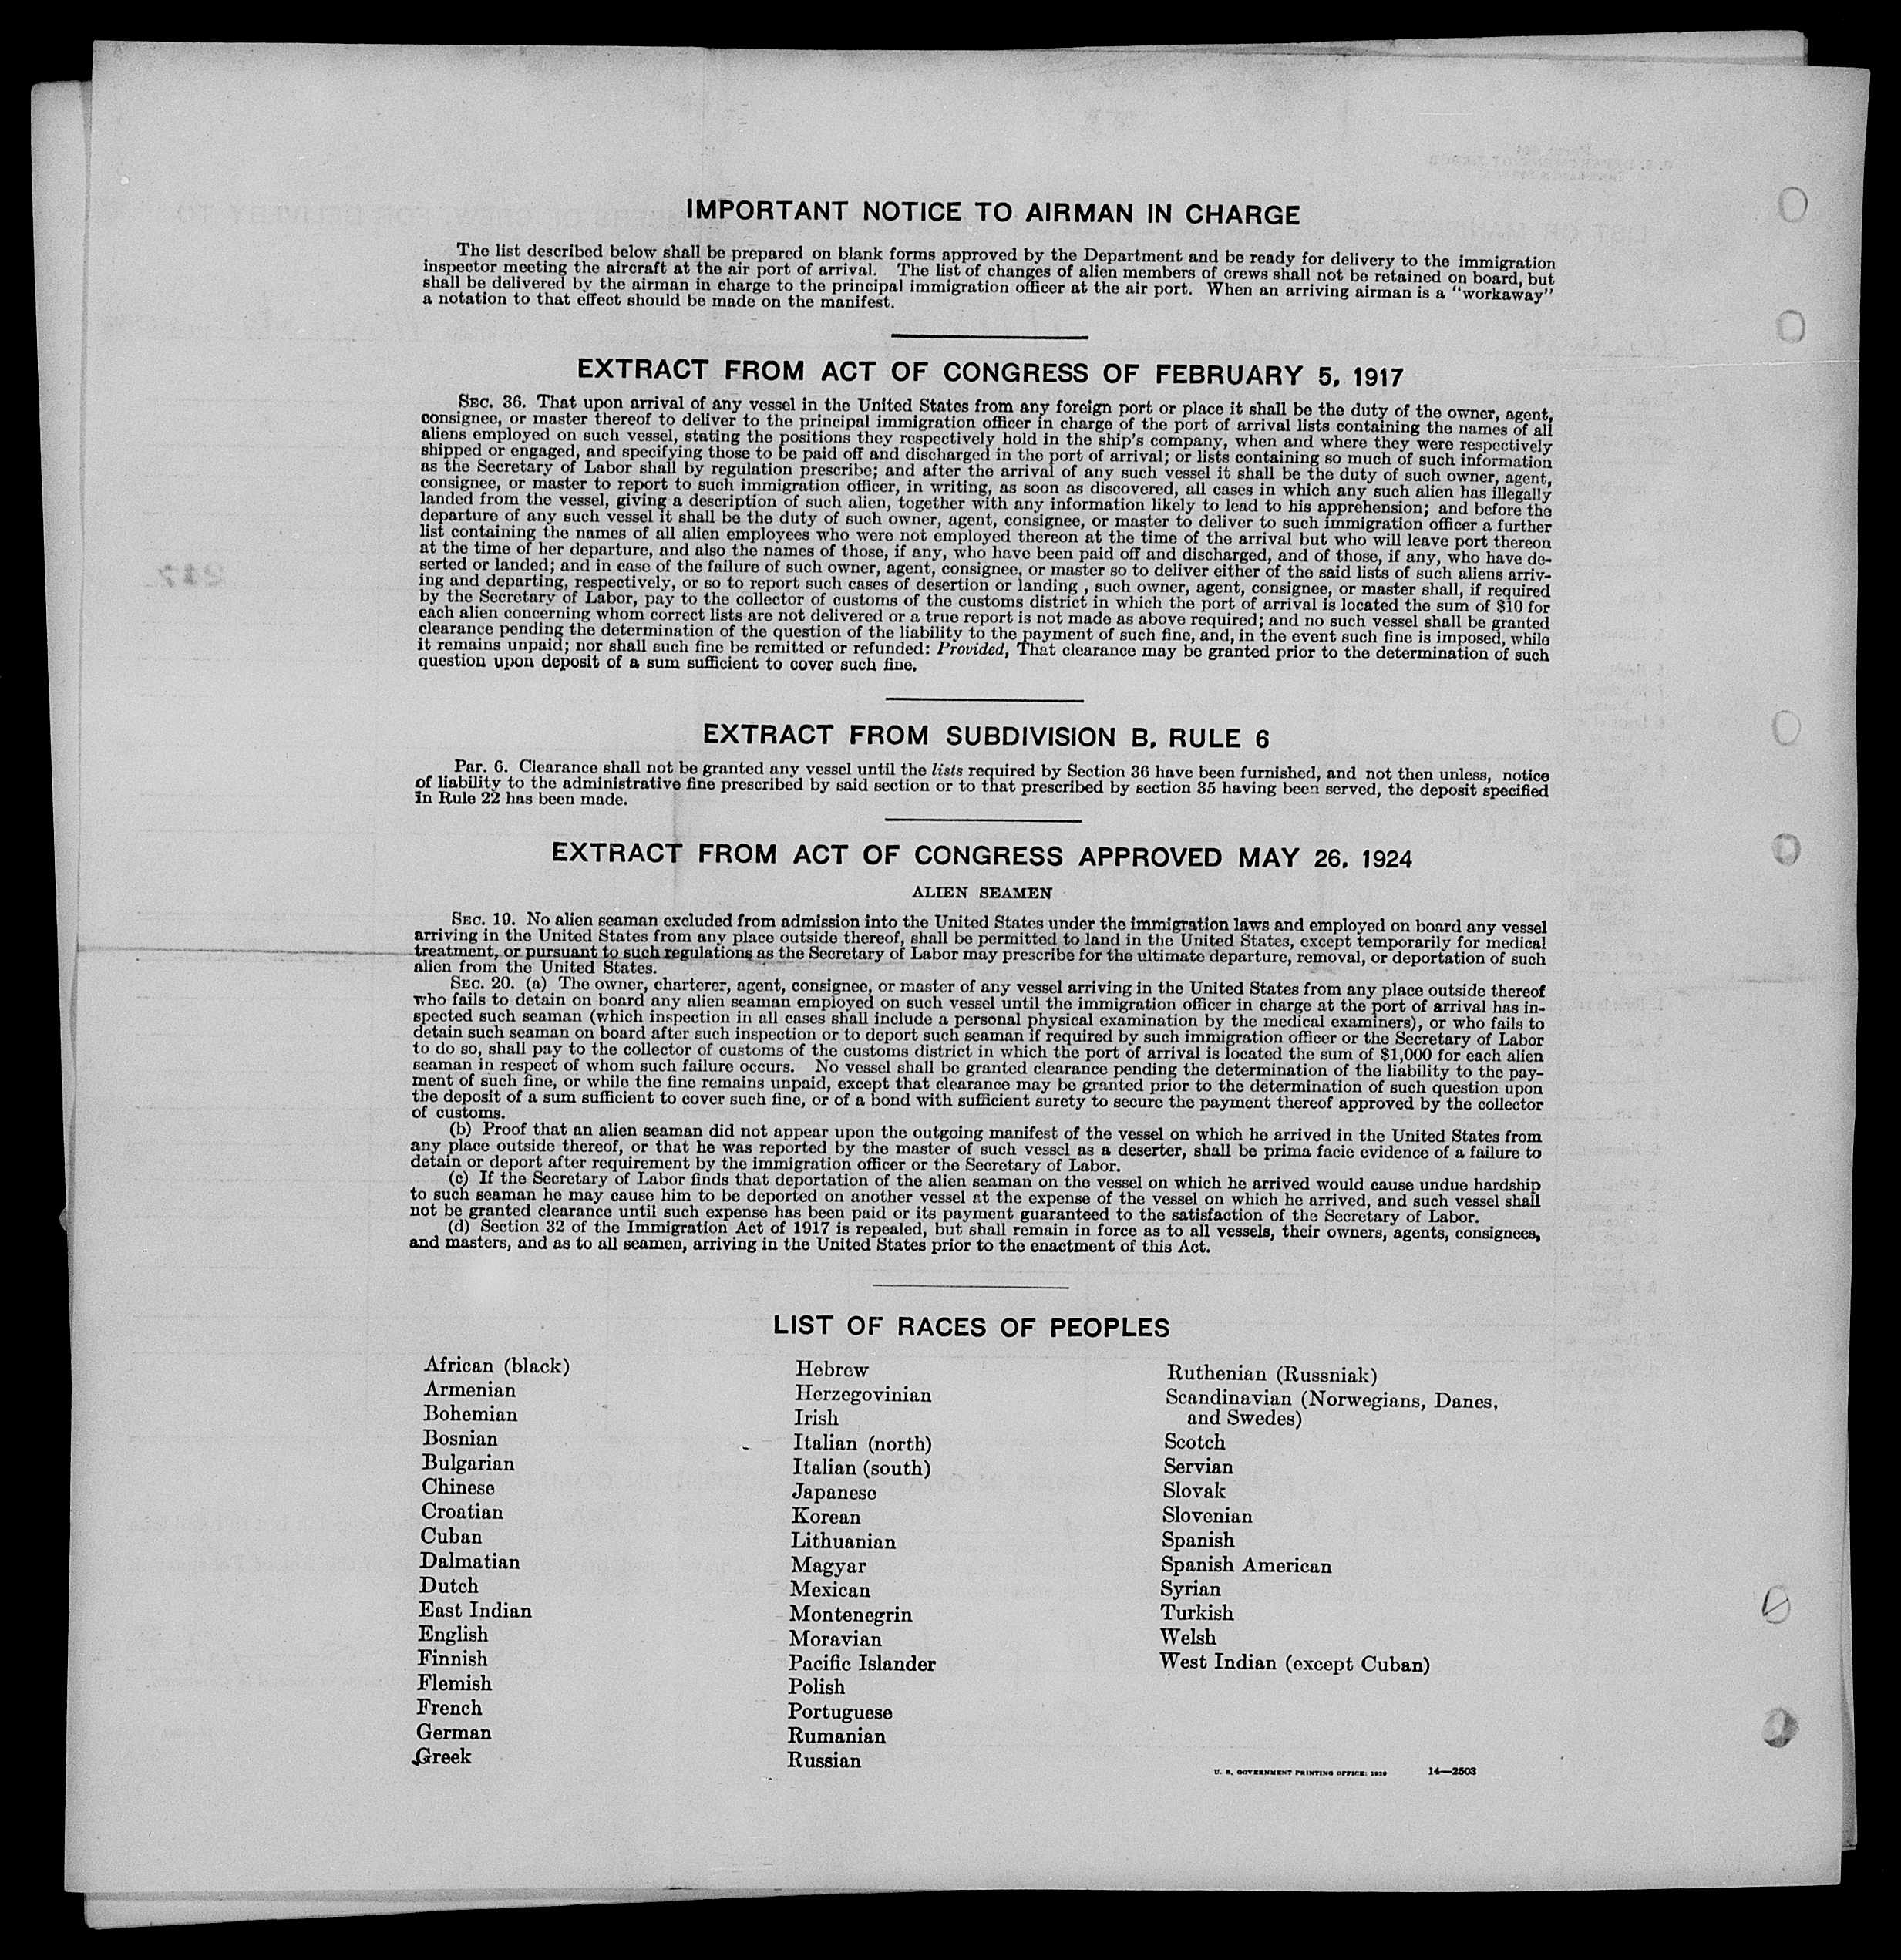 IMPORTANT NOTICE TO AIRMAN IN CHARGE
The list described below shall be prepared on blank forms approved by the Department and be ready for delivery to the immigration
inspector meeting the aircraft at the air port of arrival. The list of changes of alien members of crews shall not be retained on board, but
shall be delivered by the airman in charge to the principal immigration officer at the air port. When an arriving airman is a "workaway"
a notation to that effect should be made on the manifest.
EXTRACT FROM ACT OF CONGRESS OF FEBRUARY 5, 1917
SEC. 36. That upon arrival of any vessel in the United States from any foreign port or place it shall be the duty of the owner, agent,
consignee, or master thereof to deliver to the principal immigration officer in charge of the port of arrival lists containing the names of all
aliens employed on such vessel, stating the positions they respectively hold in the ship's company, when and where they were respectively
shipped or engaged, and specifying those to be paid off and discharged in the port of arrival; or lists containing so much of such information
as the Secretary of Labor shall by regulation prescribe; and after the arrival of any such vessel it shall be the duty of such owner, agent,
consignee, or master to report to such immigration officer, in writing, as soon as discovered, all cases in which any such alien has illegally
landed from the vessel, giving a description of such alien, together with any information likely to lead to his apprehension; and before the
departure of any such vessel it shall be the duty of such owner, agent, consignee, or master to deliver to such immigration officer a further
list containing the names of all alien employees who were not employed thereon at the time of the arrival but who will leave port thereon
at the time of her departure, and also the names of those, if any, who have been paid off and discharged, and of those, if any, who have de-
serted or landed; and in case of the failure of such owner, agent, consignee, or master so to deliver either of the said lists of such aliens arriv-
ing and departing, respectively, or so to report such cases of desertion or landing , such owner, agent, consignee, or master shall, if required
by the Secretary of Labor, pay to the collector of customs of the customs district in which the port of arrival is located the sum of $10 for
each alien concerning whom correct lists are not delivered or a true report is not made as above required; and no such vessel shall be granted
clearance pending the determination of the question of the liability to the payment of such fine, and, in the event such fine is imposed, while
it remains unpaid; nor shall such fine be remitted or refunded: Provided, That clearance may be granted prior to the determination of such
question upon deposit of a sum sufficient to cover such fine.
EXTRACT FROM SUBDIVISION B, RULE 6
Par. 6. Clearance shall not be granted any vessel until the lists required by Section 36 have been furnished, and not then unless, notice
of liability to the administrative fine prescribed by said section or to that prescribed by section 35 having been served, the deposit specified
in Rule 22 has been made.
EXTRACT FROM ACT OF CONGRESS APPROVED MAY 26, 1924
ALIEN SEAMEN
SEC. 19. No alien seaman excluded from admission into the United States under the immigration laws and employed on board any vessel
arriving in the United States from any place outside thereof, shall be permitted to land in the United States, except temporarily for medical
treatment, or pursuant to such regulations as the Secretary of Labor may prescribe for the ultimate departure, removal, or deportation of such
alien from the United States.
SEC. 20. (a) The owner, charterer, agent, consignee, or master of any vessel arriving in the United States from any place outside thereof
who fails to detain on board any alien seaman employed on such vessel until the immigration officer in charge at the port of arrival has in-
spected such seaman (which inspection in all cases shall include a personal physical examination by the medical examiners), or who fails to
detain such seaman on board after such inspection or to deport such seaman if required by such immigration officer or the Secretary of Labor
to do so, shall pay to the collector of customs of the customs district in which the port of arrival is located the sum of $1,000 for each alien
seaman in respect of whom such failure occurs. No vessel shall be granted clearance pending the determination of the liability to the pay-
ment of such fine, or while the fine remains unpaid, except that clearance may be granted prior to the determination of such question upon
the deposit of a sum sufficient to cover such fine, or of a bond with sufficient surety to secure the payment thereof approved by the collector
of customs.
(b) Proof that an alien seaman did not appear upon the outgoing manifest of the vessel on which he arrived in the United States from
any place outside thereof, or that he was reported by the master of such vessel as a deserter, shall be prima facie evidence of a failure to
detain or deport after requirement by the immigration officer or the Secretary of Labor.
(c) If the Secretary of Labor finds that deportation of the alien seaman on the vessel on which he arrived would cause undue hardship
to such seaman he may cause him to be deported on another vessel at the expense of the vessel on which he arrived, and such vessel shall
not be granted clearance until such expense has been paid or its payment guaranteed to the satisfaction of the Secretary of Labor.
(d) Section 32 of the Immigration Act of 1917 is repealed, but shall remain in force as to all vessels, their owners, agents, consignees,
and masters, and as to all seamen, arriving in the United States prior to the enactment of this Act.
LIST OF RACES OF PEOPLES
African (black)
Armenian
Bohemian
Bosnian
Bulgarian
Chinese
Croatian
Cuban
Dalmatian
Dutch
East Indian
English
Finnish
Flemish
French
German
Greek
Hebrew
Herzegovinian
Irish
Italian (north)
Italian (south)
Japanese
Korean
Lithuanian
Magyar
Mexican
Montenegrin
Moravian
Pacific Islander
Polish
Portuguese
Rumanian
Russian
Ruthenian (Russniak)
Scandinavian (Norwegians, Danes,
and Swedes)
Scotch
Servian
Slovak
Slovenian
Spanish
Spanish American
Syrian
Turkish
Welsh
West Indian (except Cuban)
U. S. GOVERNMENT PRINTING OFFICE: 1929 14—2503